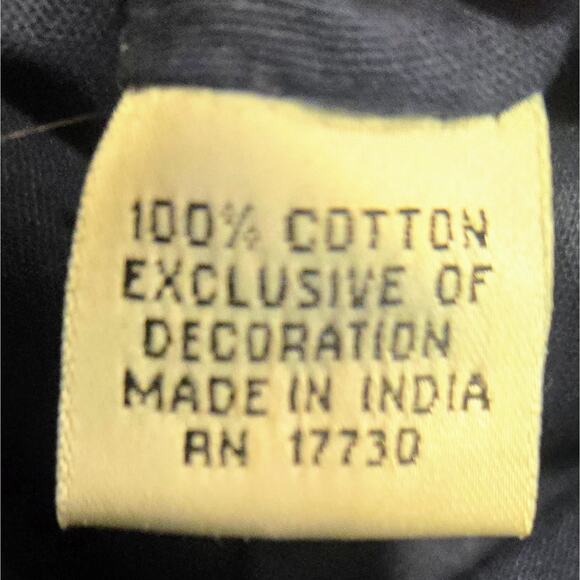 100% COTTON
EXCLUSIVE OF
DECORATION
MADE IN INDIA
RN 17730